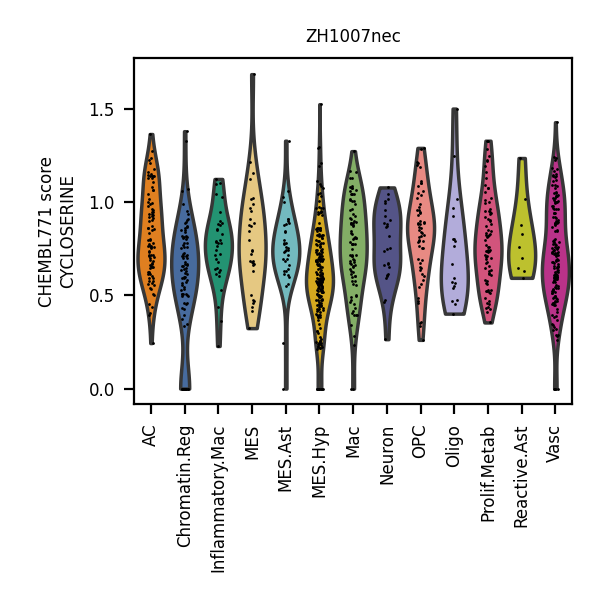 ZH1007nec
CHEMBL771 score
CYCLOSERINE
1.5
1.0
0.5
0.0
AC
Chromatin.Reg
Inflammatory.Mac
MES
MES.Ast
MES.Hyp
Mac
Neuron
OPC
Oligo
Prolif.Metab
Reactive.Ast
Vasc